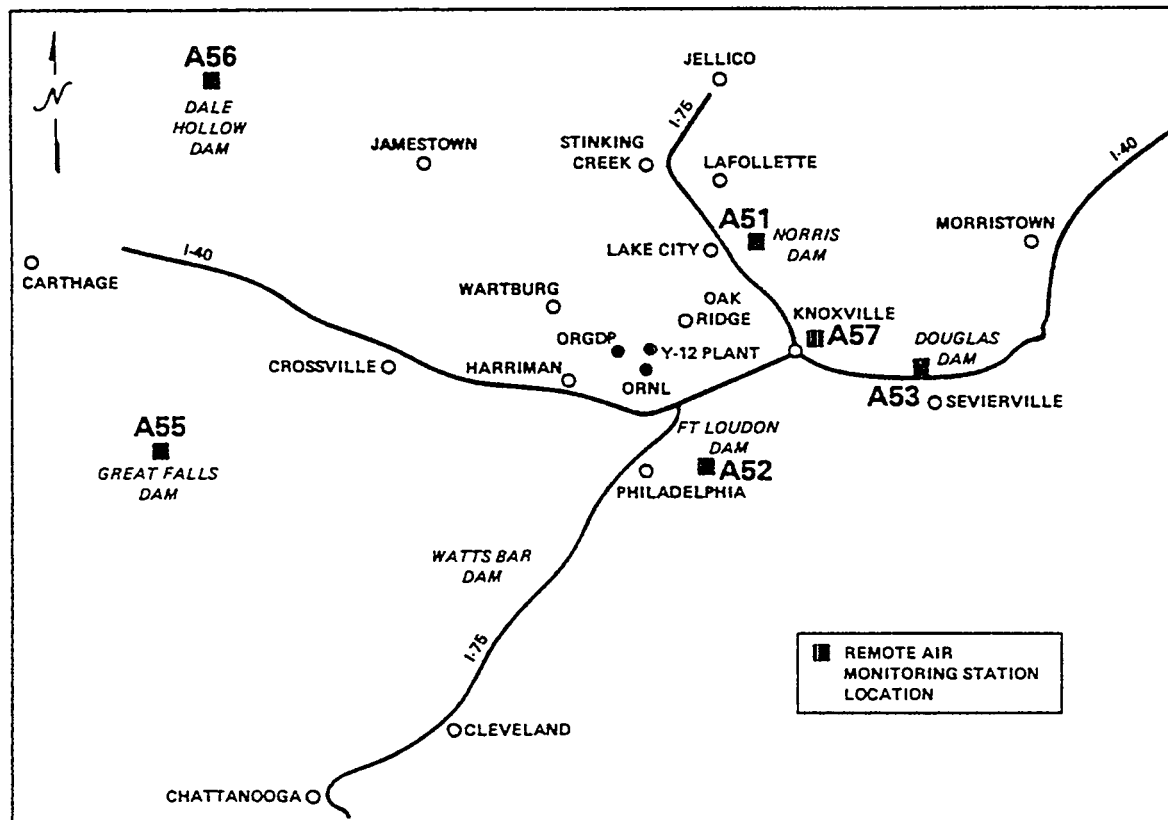 N
A56
DALE
HOLLOW
DAM
JELLICO
I-75
JAMESTOWN
STINKING
CREEK
LAFOLLETTE
I-40
A51
NORRIS
DAM
MORRISTOWN
LAKE CITY
I-40
CARTHAGE
WARTBURG
OAK
RIDGE
KNOXVILLE
A57
ORGDP
Y-12 PLANT
DOUGLAS
DAM
CROSSVILLE
HARRIMAN
ORNL
A53
SEVIERVILLE
A55
GREAT FALLS
DAM
FT LOUDON
DAM
A52
PHILADELPHIA
WATTS BAR
DAM
I-75
REMOTE AIR
MONITORING STATION
LOCATION
CLEVELAND
CHATTANOOGA